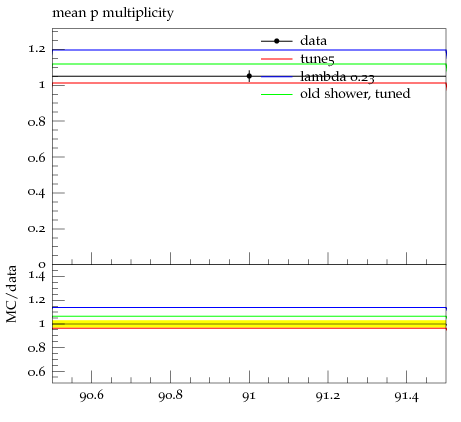 mean p multiplicity
data
tune5
lambda 0.23
old shower, tuned
1.2
1
0.8
0.6
0.4
0.2
0
MC/data
1.4
1.2
1
0.8
0.6
90.6 90.8 91 91.2 91.4